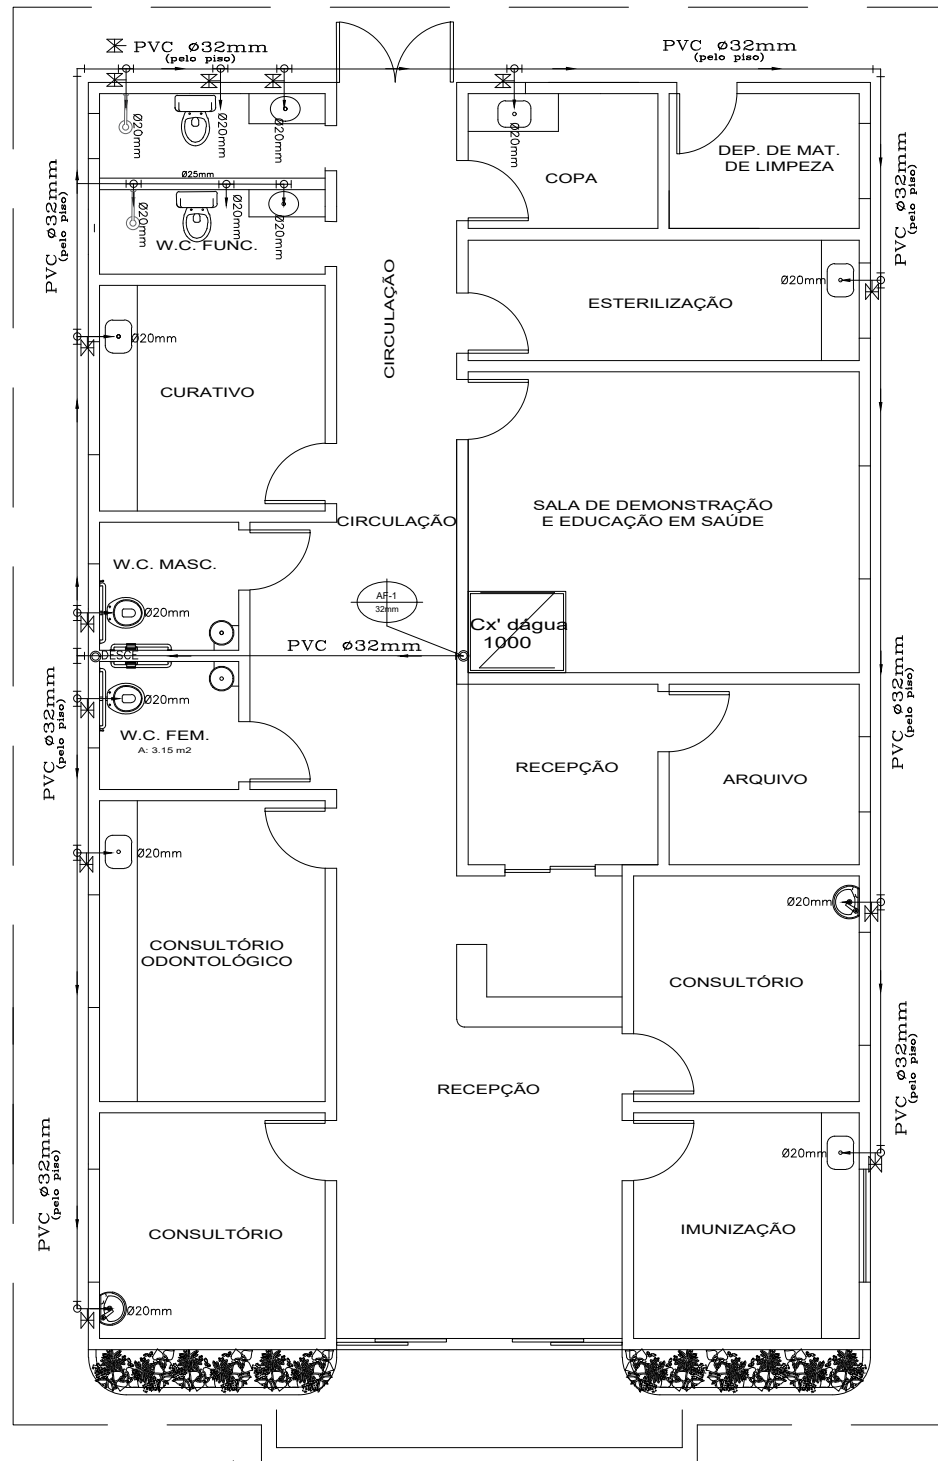 PVC Ø32mm
(pelo piso)
PVC Ø32mm
(pelo piso)
Ø20mm
Ø20mm
Ø20mm
Ø20mm
COPA
DEP. DE MAT.
DE LIMPEZA
Ø25mm
Ø20mm
Ø20mm
Ø20mm
W.C. FUNC.
PVC Ø32mm
(pelo piso)
PVC Ø32mm
(pelo piso)
CIRCULAÇÃO
Ø20mm
ESTERILIZAÇÃO
Ø20mm
CURATIVO
SALA DE DEMONSTRAÇÃO
E EDUCAÇÃO EM SAÚDE
CIRCULAÇÃO
W.C. MASC.
AF-1
32mm
Ø20mm
Cx' dágua
1000
PVC Ø32mm
DESCE
Ø20mm
PVC Ø32mm
(pelo piso)
PVC Ø32mm
(pelo piso)
W.C. FEM.
A: 3.15 m2
RECEPÇÃO
ARQUIVO
Ø20mm
Ø20mm
CONSULTÓRIO
ODONTOLÓGICO
CONSULTÓRIO
PVC Ø32mm
(pelo piso)
RECEPÇÃO
PVC Ø32mm
(pelo piso)
Ø20mm
CONSULTÓRIO
IMUNIZAÇÃO
Ø20mm